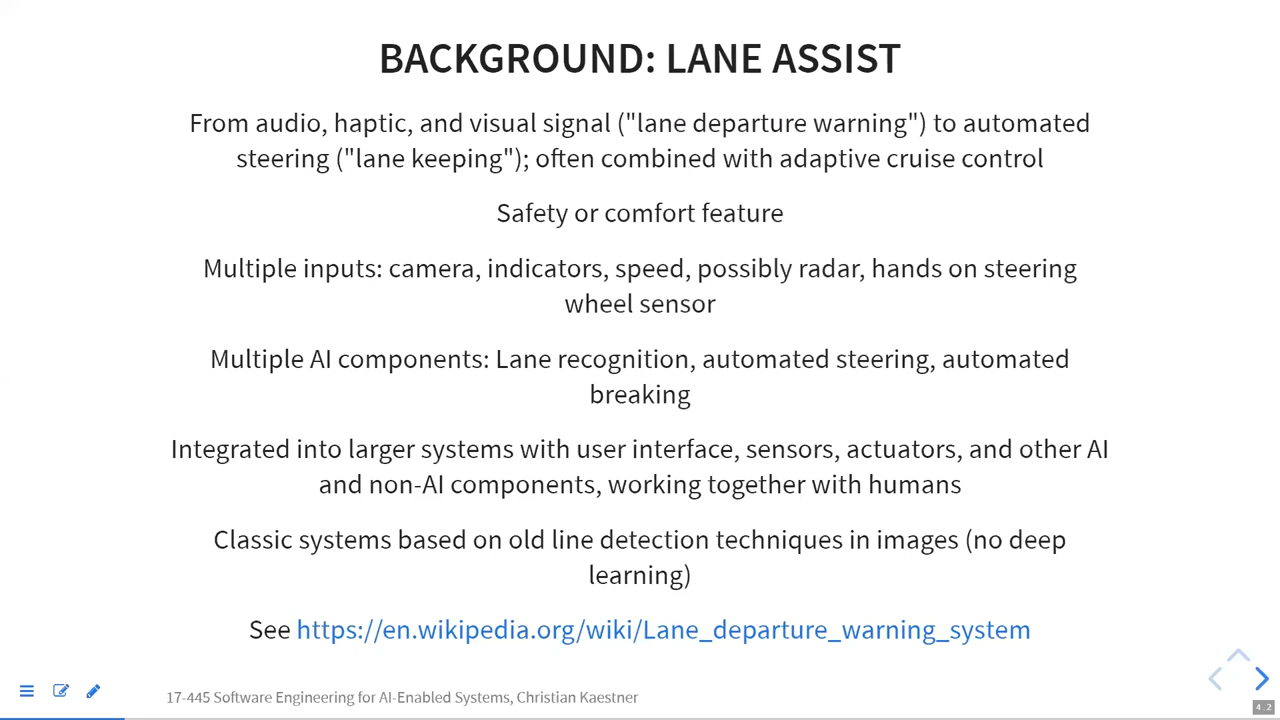 BACKGROUND: LANE ASSIST
From audio, haptic, and visual signal ("lane departure warning") to automated
steering ("lane keeping"); often combined with adaptive cruise control
Safety or comfort feature
Multiple inputs: camera, indicators, speed, possibly radar, hands on steering
wheel sensor
Multiple AI components: Lane recognition, automated steering, automated
breaking
Integrated into larger systems with user interface, sensors, actuators, and other AI
and non-AI components, working together with humans
Classic systems based on old line detection techniques in images (no deep
learning)
See https://en.wikipedia.org/wiki/Lane_departure_warning_system
17-445 Software Engineering for AI-Enabled Systems, Christian Kaestner
4.2